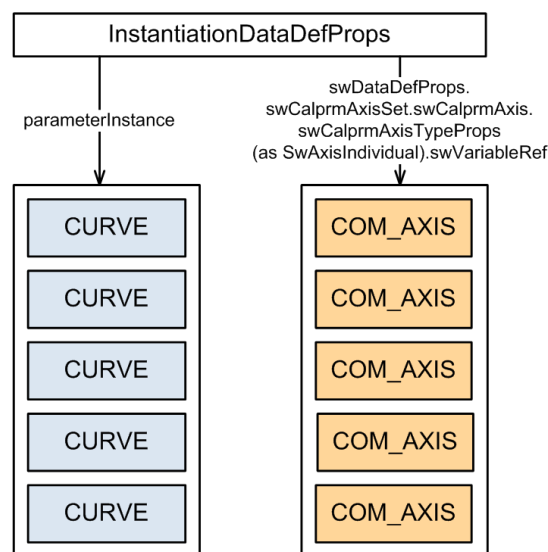 InstantiationDataDefProps
parameterInstance
swDataDefProps.
swCalprmAxisSet.swCalprmAxis.
swCalprmAxisTypeProps
(as SwAxisIndividual).swVariableRef
CURVE
CURVE
CURVE
CURVE
CURVE
COM_AXIS
COM_AXIS
COM_AXIS
COM_AXIS
COM_AXIS